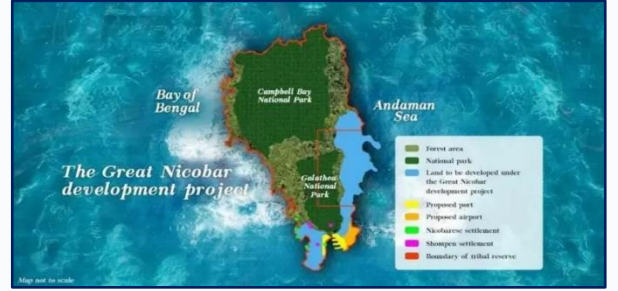 Campbell Bay
National Park
Bay of
Bengal
Andaman
Sea
The Great Nicobar
development project
Galathea
National
Park
Forest area
National park
Land to be developed under
the Great Nicobar
development project
Proposed port
Proposed airport
Nicobarese settlement
Shompen settlement
Boundary of tribal reserve
Map not to scale